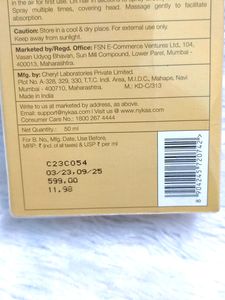 in the air for first use. On hair in sections to
Spray multiple times, covering head. Massage gently to facilitate
absorption.
Caution: Store in a cool & dry place. For external use only.
Keep away from sunlight.
Marketed by/Regd. Office: FSN E-Commerce Ventures Ltd., 104,
Vasan Udyog Bhavan, Sun Mill Compound, Lower Parel, Mumbai -
400013, Maharashtra.
Mfg. by: Cheryl Laboratories Private Limited.
Plot No. A-328, 329, 330, T.T.C. Indl. Area, M.I.D.C., Mahape, Navi
Mumbai - 400710, Maharashtra. M.L: KD-C/313
Made in India
Write to us at marketed by address, as above.
Email: support@nykaa.com www.nykaa.com
Consumer Care No.: 1800 267 4444
Net Quantity : 50 ml
For B. No., Mfg. Date, Use Before,
MRP: ₹ (Incl. of all taxes) & USP ₹ per ml
C23C054
03/23,09/25
599.00
11.98
8904245720742